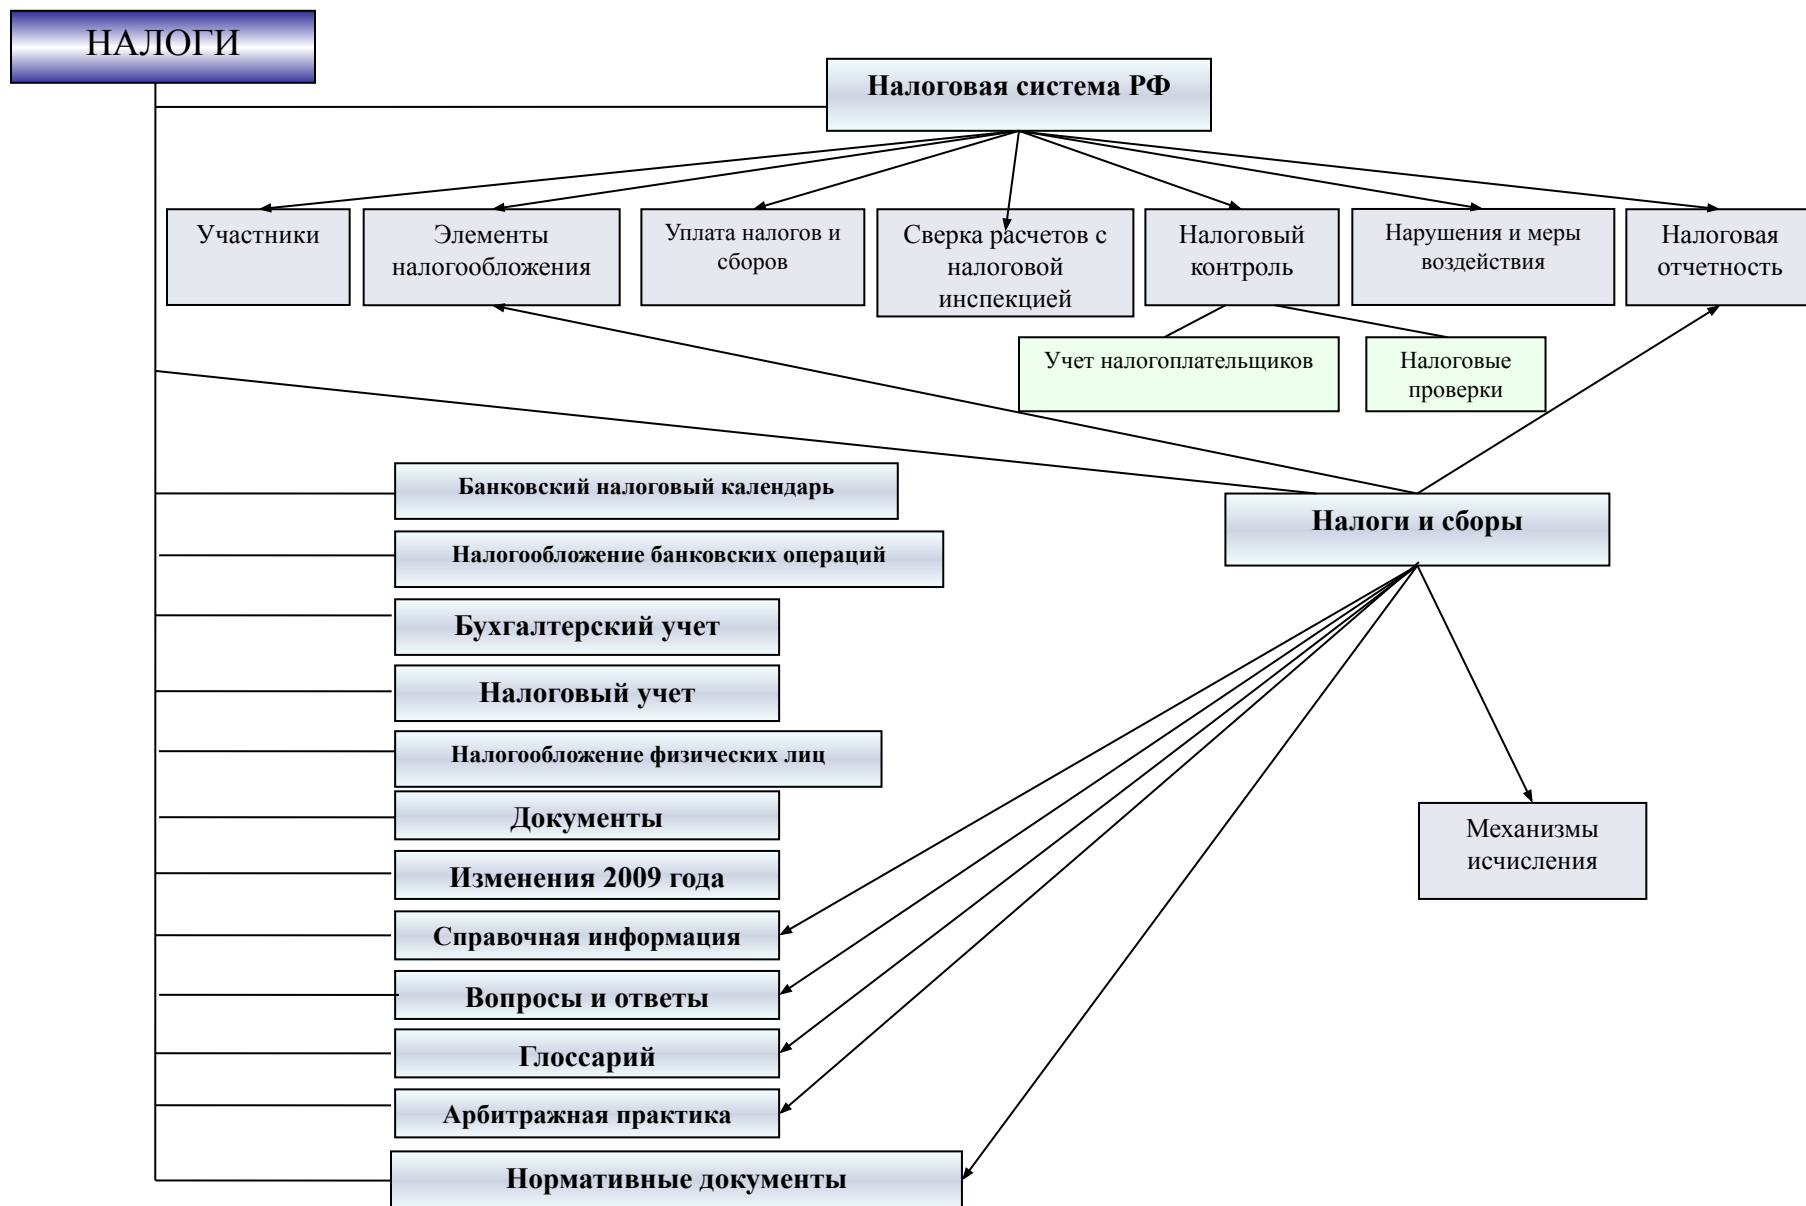 НАЛОГИ
Налоговая система РФ
Участники
Элементы
налогообложения
Уплата налогов и
сборов
Сверка расчетов с
налоговой
инспекцией
Налоговый
контроль
Нарушения и меры
воздействия
Налоговая
отчетность
Учет налогоплательщиков
Налоговые
проверки
Банковский налоговый календарь
Налоги и сборы
Налогообложение банковских операций
Бухгалтерский учет
Налоговый учет
Налогообложение физических лиц
Документы
Механизмы
исчисления
Изменения 2009 года
Справочная информация
Вопросы и ответы
Глоссарий
Арбитражная практика
Нормативные документы